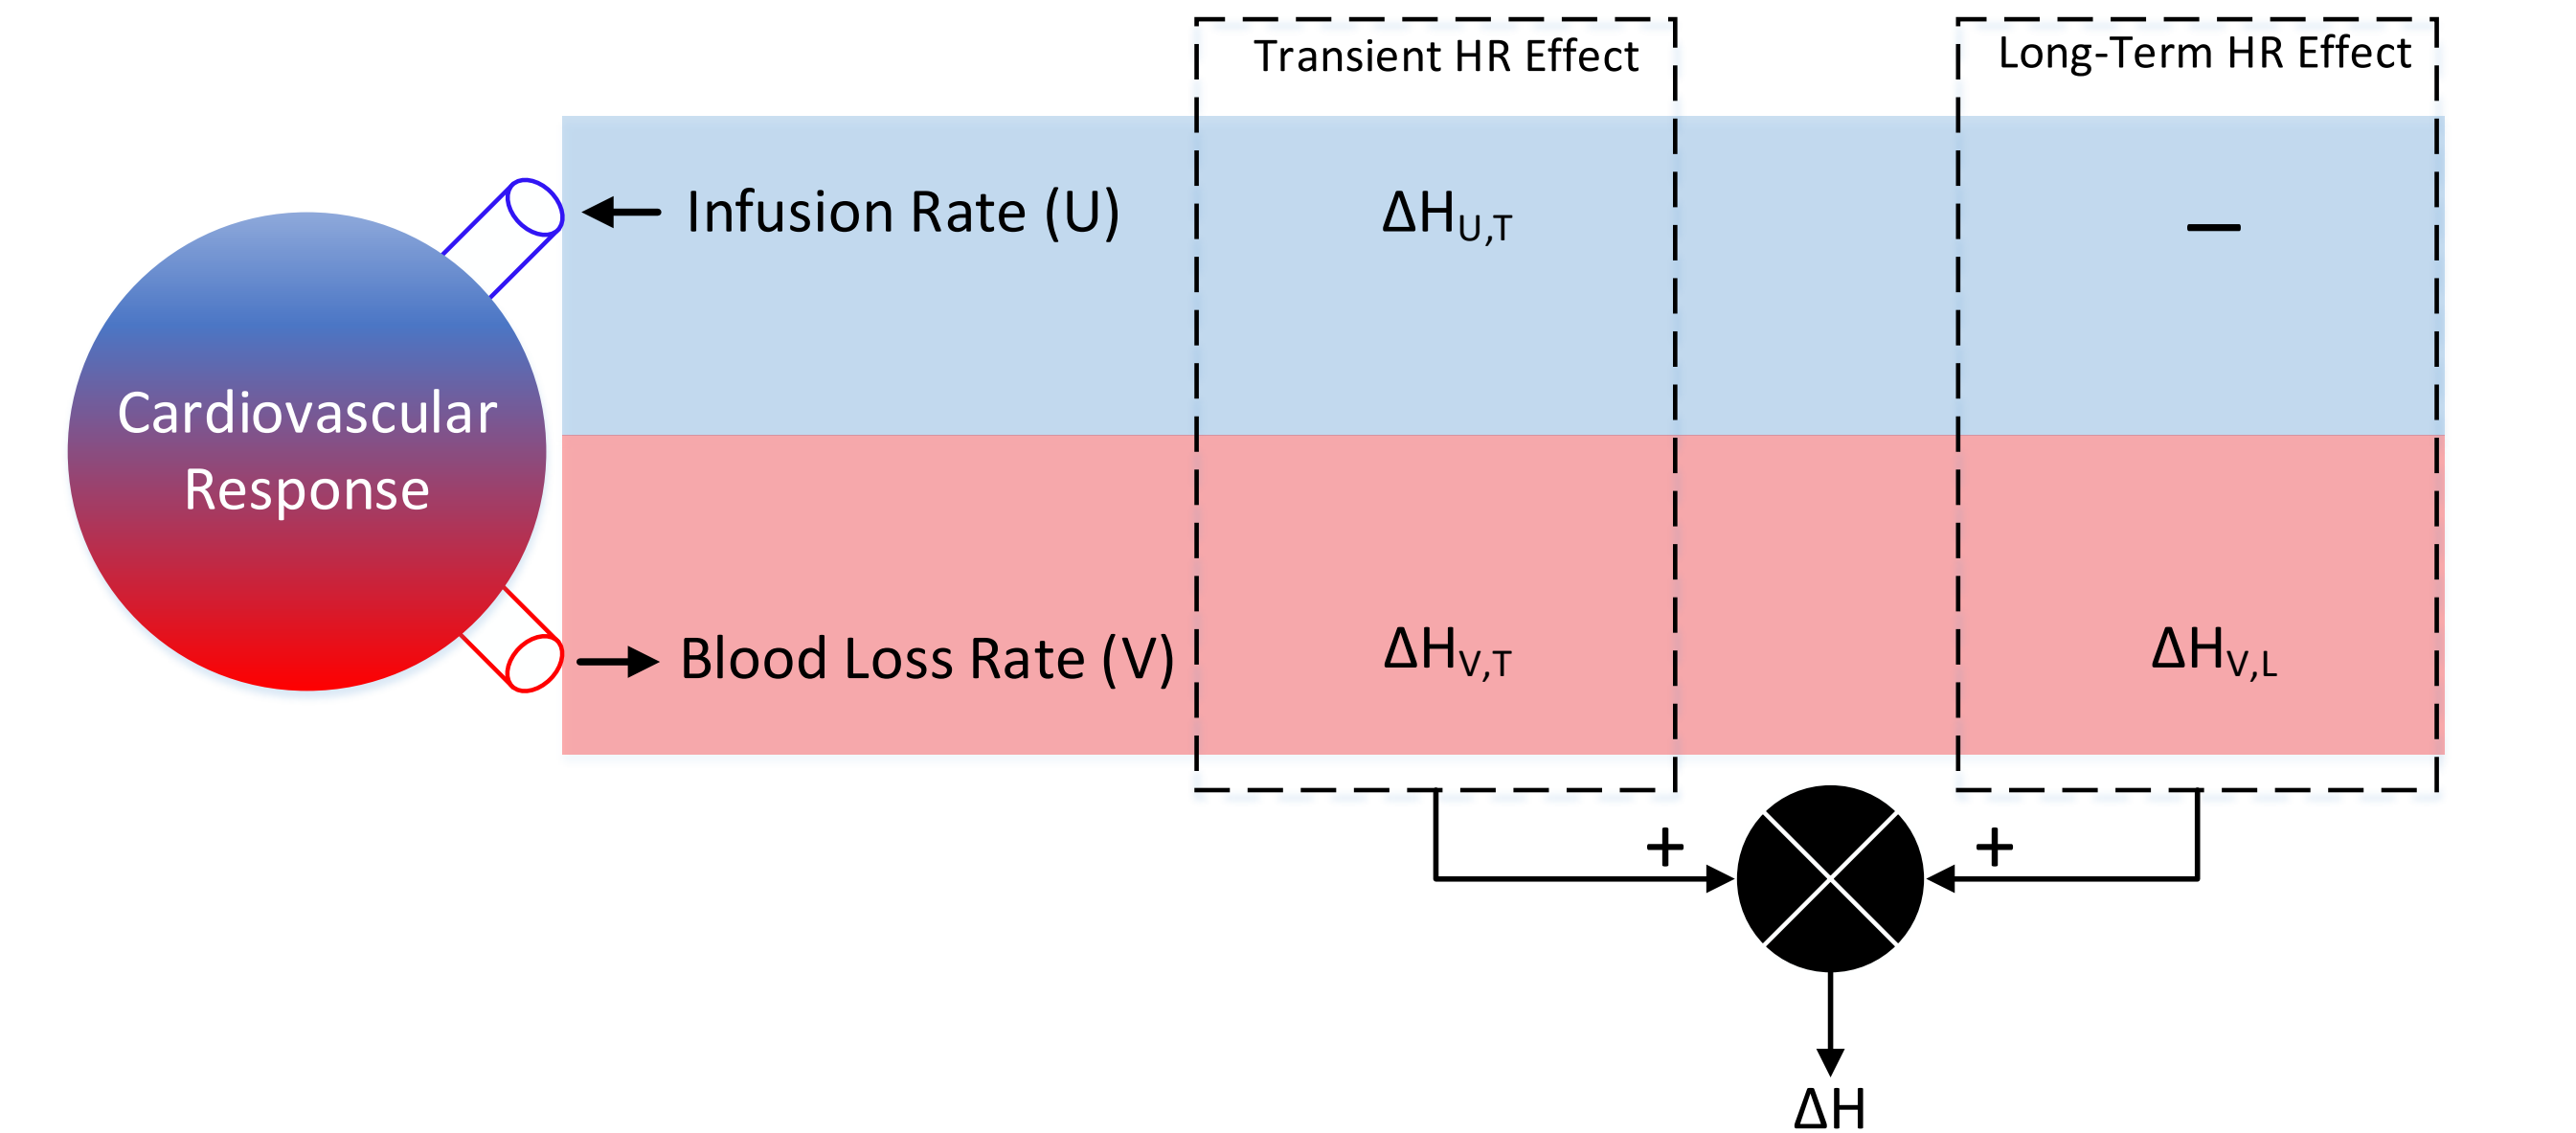 Transient HR Effect
Long-Term HR Effect
Infusion Rate (U)
ΔHU,T
—
Cardiovascular
Response
Blood Loss Rate (V)
ΔHV,T
ΔHV,L
+
+
ΔH